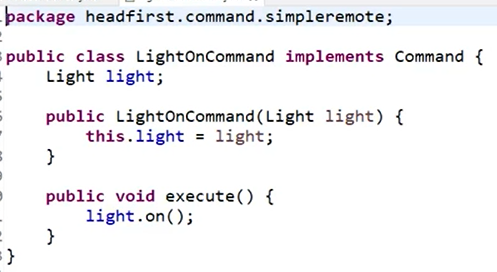 package headfirst.command.simpleremote;
public class LightOnCommand implements Command {
    Light light;
    public LightOnCommand(Light light) {
        this.light = light;
    }
    public void execute() {
        light.on();
    }
}